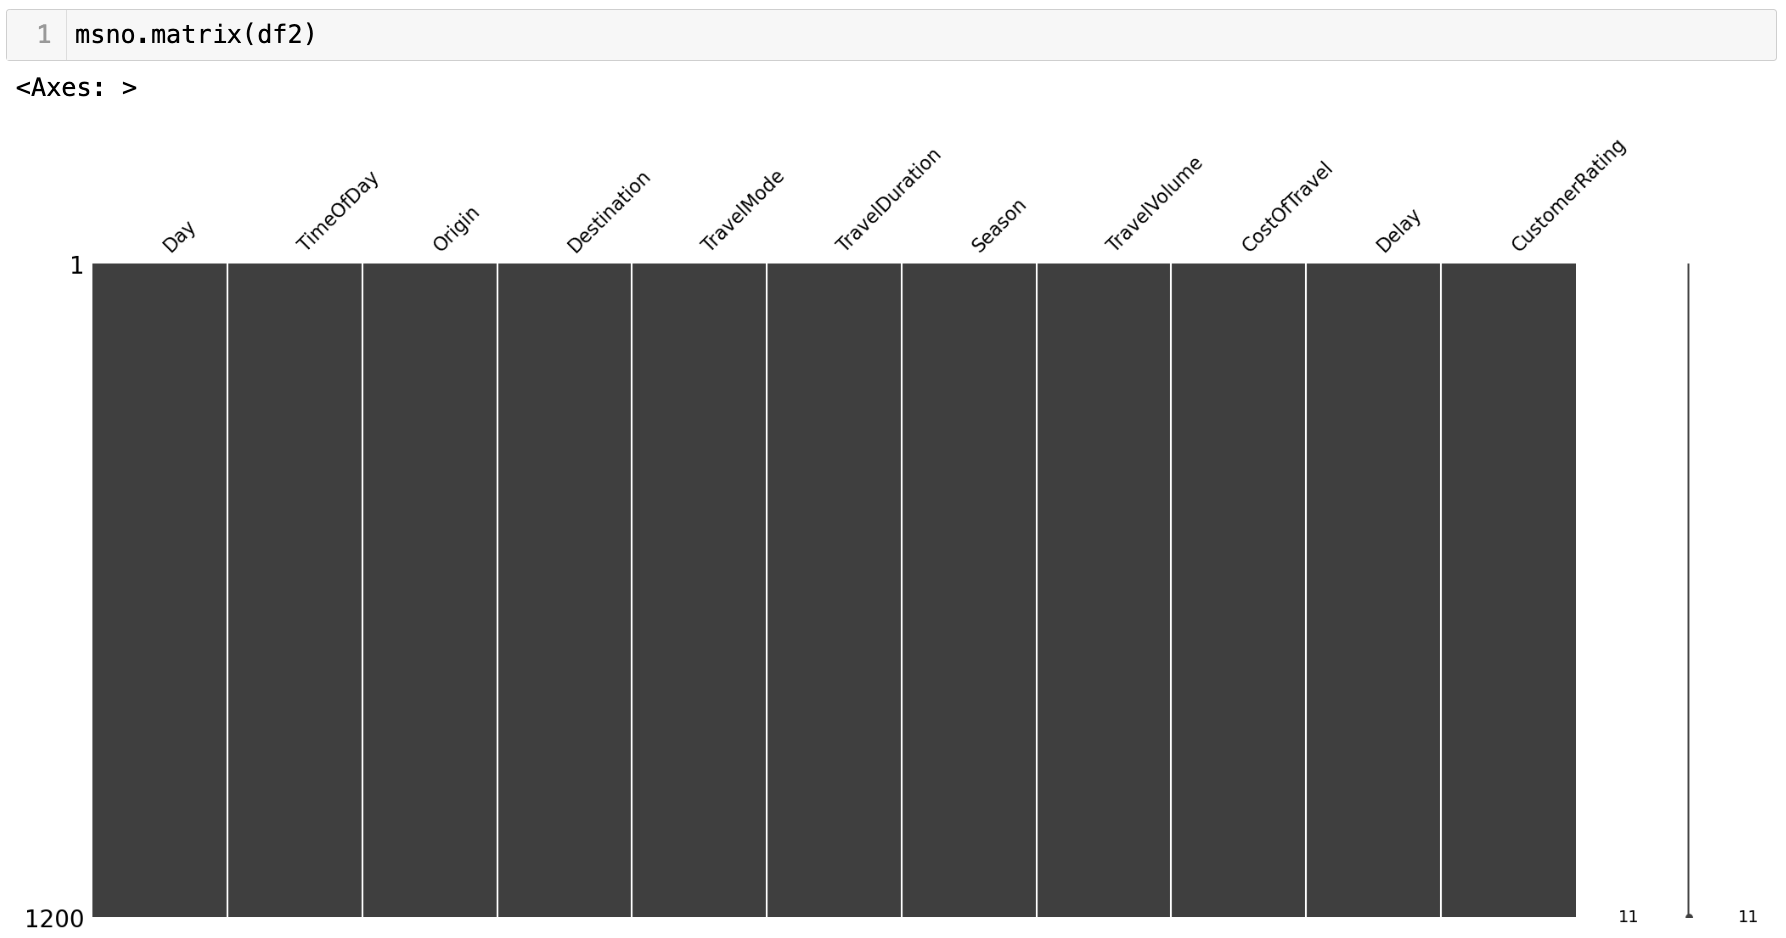 1 msno.matrix(df2)
<Axes: >
Day TimeOfDay Origin Destination TravelMode TravelDuration Season TravelVolume CostOfTravel Delay CustomerRating
1
1200 11 11